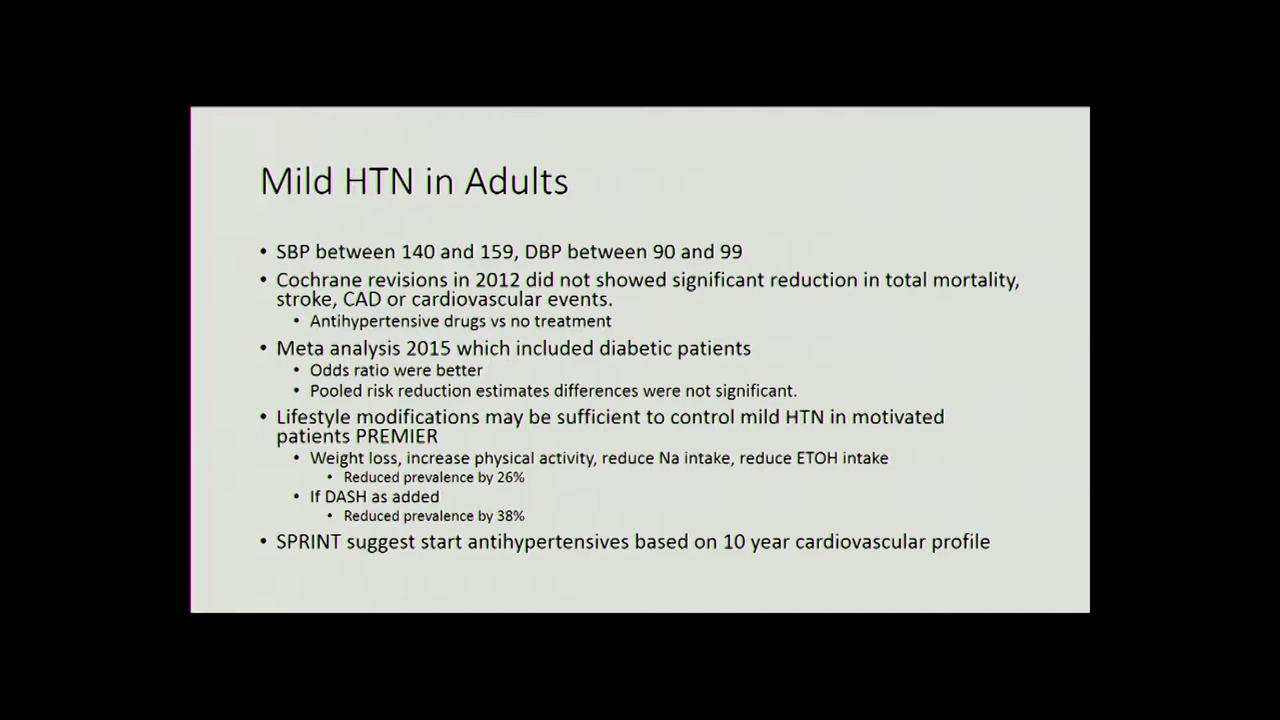 Mild HTN in Adults
• SBP between 140 and 159, DBP between 90 and 99
• Cochrane revisions in 2012 did not showed significant reduction in total mortality,
stroke, CAD or cardiovascular events.
• Antihypertensive drugs vs no treatment
• Meta analysis 2015 which included diabetic patients
• Odds ratio were better
• Pooled risk reduction estimates differences were not significant.
• Lifestyle modifications may be sufficient to control mild HTN in motivated
patients PREMIER
• Weight loss, increase physical activity, reduce Na intake, reduce ETOH intake
• Reduced prevalence by 26%
• If DASH as added
• Reduced prevalence by 38%
• SPRINT suggest start antihypertensives based on 10 year cardiovascular profile